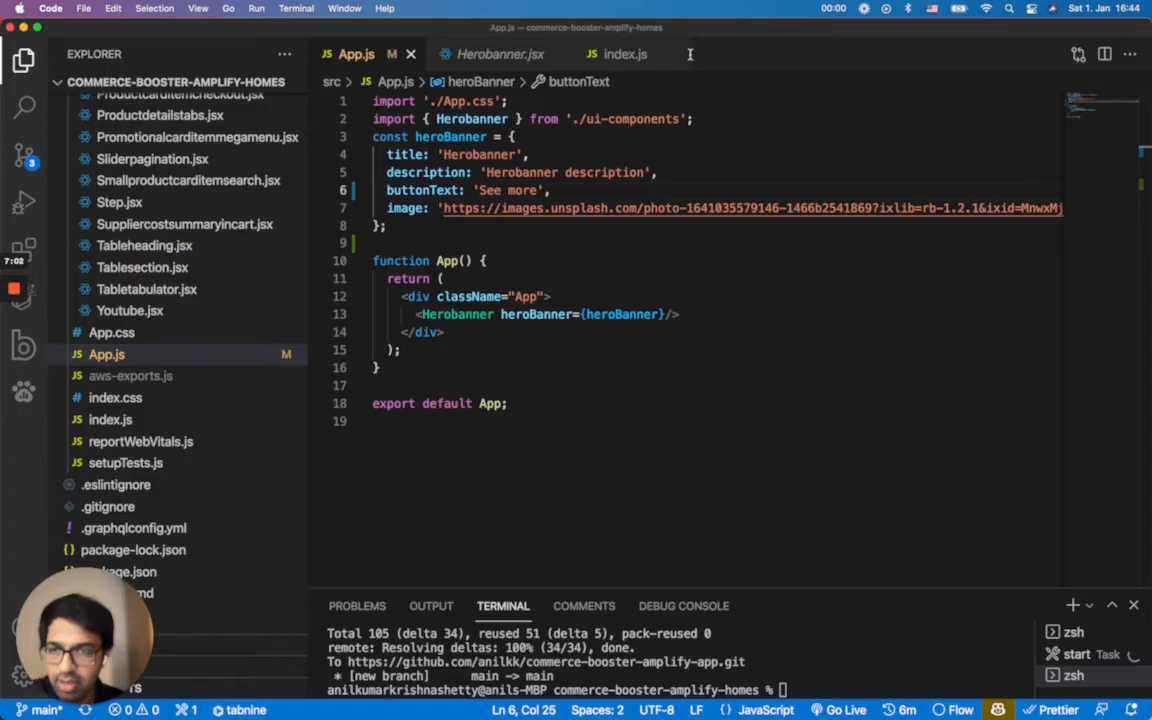 Code File Edit Selection View Go Run Terminal Window Help 00:00 Sat 1. Jan 16:44
App.js — commerce-booster-amplify-homes
EXPLORER
App.js M
Herobanner.jsx
index.js
COMMERCE-BOOSTER-AMPLIFY-HOMES
src > App.js > heroBanner > buttonText
Productcarditemcheckout.jsx
Productdetailstabs.jsx
Promotionalcarditemmegamenu.jsx
Sliderpagination.jsx
Smallproductcarditemsearch.jsx
Step.jsx
Suppliercostsummaryincart.jsx
Tableheading.jsx
Tablesection.jsx
Tabletabulator.jsx
Youtube.jsx
App.css
App.js M
aws-exports.js
index.css
index.js
reportWebVitals.js
setupTests.js
.eslintignore
.gitignore
.graphqlconfig.yml
package-lock.json
3
7:02
1 import './App.css';
2 import { Herobanner } from './ui-components';
3 const heroBanner = {
4 title: 'Herobanner',
5 description: 'Herobanner description',
6 buttonText: 'See more',
7 image: 'https://images.unsplash.com/photo-1641035579146-1466b2541869?ixlib=rb-1.2.1&ixid=MnwxMj
8 };
9
10 function App() {
11 return (
12 <div className="App">
13 <Herobanner heroBanner={heroBanner}/>
14 </div>
15 );
16 }
17
18 export default App;
19
PROBLEMS OUTPUT TERMINAL COMMENTS DEBUG CONSOLE
Total 105 (delta 34), reused 51 (delta 5), pack-reused 0
remote: Resolving deltas: 100% (34/34), done.
To https://github.com/anilkk/commerce-booster-amplify-app.git
* [new branch] main -> main
anilkumarkrishnashetty@anils-MBP commerce-booster-amplify-homes %
zsh
start Task
zsh
main* 0 0 1 tabnine Ln 6, Col 25 Spaces: 2 UTF-8 LF JavaScript Go Live 6m Flow Prettier